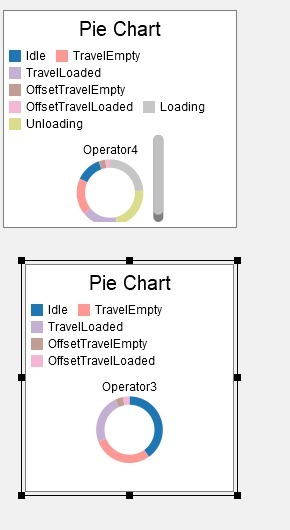 Pie Chart
Idle TravelEmpty
TravelLoaded
OffsetTravelEmpty
OffsetTravelLoaded Loading
Unloading
Operator4
Pie Chart
Idle TravelEmpty
TravelLoaded
OffsetTravelEmpty
OffsetTravelLoaded
Operator3